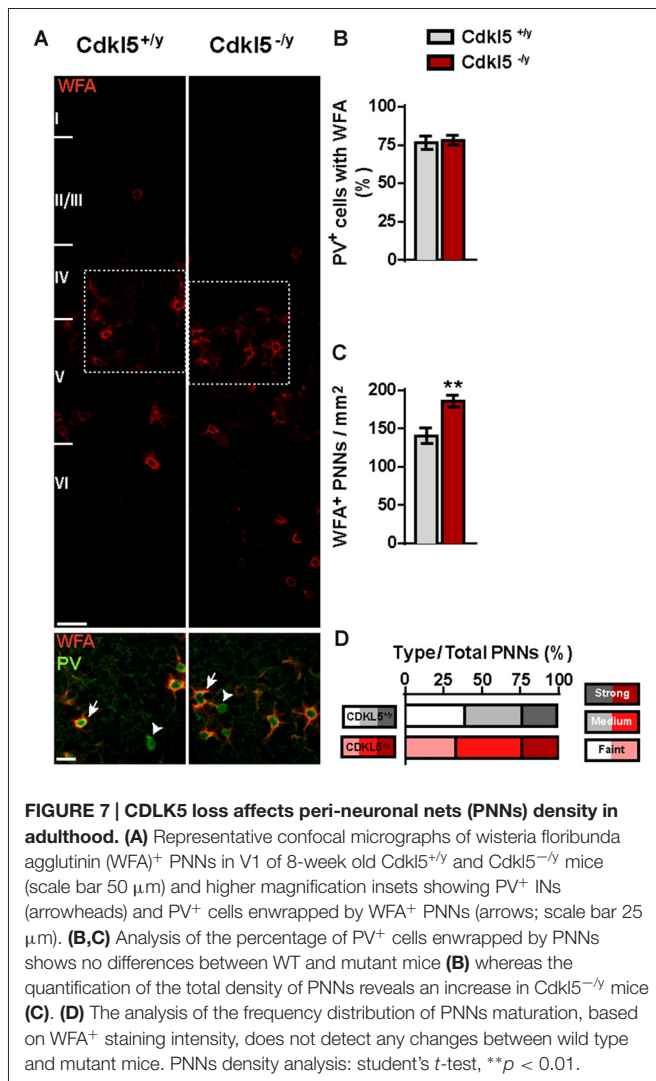 A
Cdkl5+/y
Cdkl5-/y
WFA
I
II/III
IV
V
VI
WFA
PV
B
Cdkl5 +/y
Cdkl5 -/y
PV+ cells with WFA (%)
100
75
50
25
0
C
**
WFA+ PNNs / mm2
200
150
100
50
0
D
Type/Total PNNs (%)
0 25 50 75 100
CDKL5+/y
CDKL5-/y
Strong
Medium
Faint
FIGURE 7 | CDLK5 loss affects peri-neuronal nets (PNNs) density in
adulthood. (A) Representative confocal micrographs of wisteria floribunda
agglutinin (WFA)+ PNNs in V1 of 8-week old Cdkl5+/y and Cdkl5−/y mice
(scale bar 50 μm) and higher magnification insets showing PV+ INs
(arrowheads) and PV+ cells enwrapped by WFA+ PNNs (arrows; scale bar 25
μm). (B,C) Analysis of the percentage of PV+ cells enwrapped by PNNs
shows no differences between WT and mutant mice (B) whereas the
quantification of the total density of PNNs reveals an increase in Cdkl5−/y mice
(C). (D) The analysis of the frequency distribution of PNNs maturation, based
on WFA+ staining intensity, does not detect any changes between wild type
and mutant mice. PNNs density analysis: student's t-test, **p < 0.01.